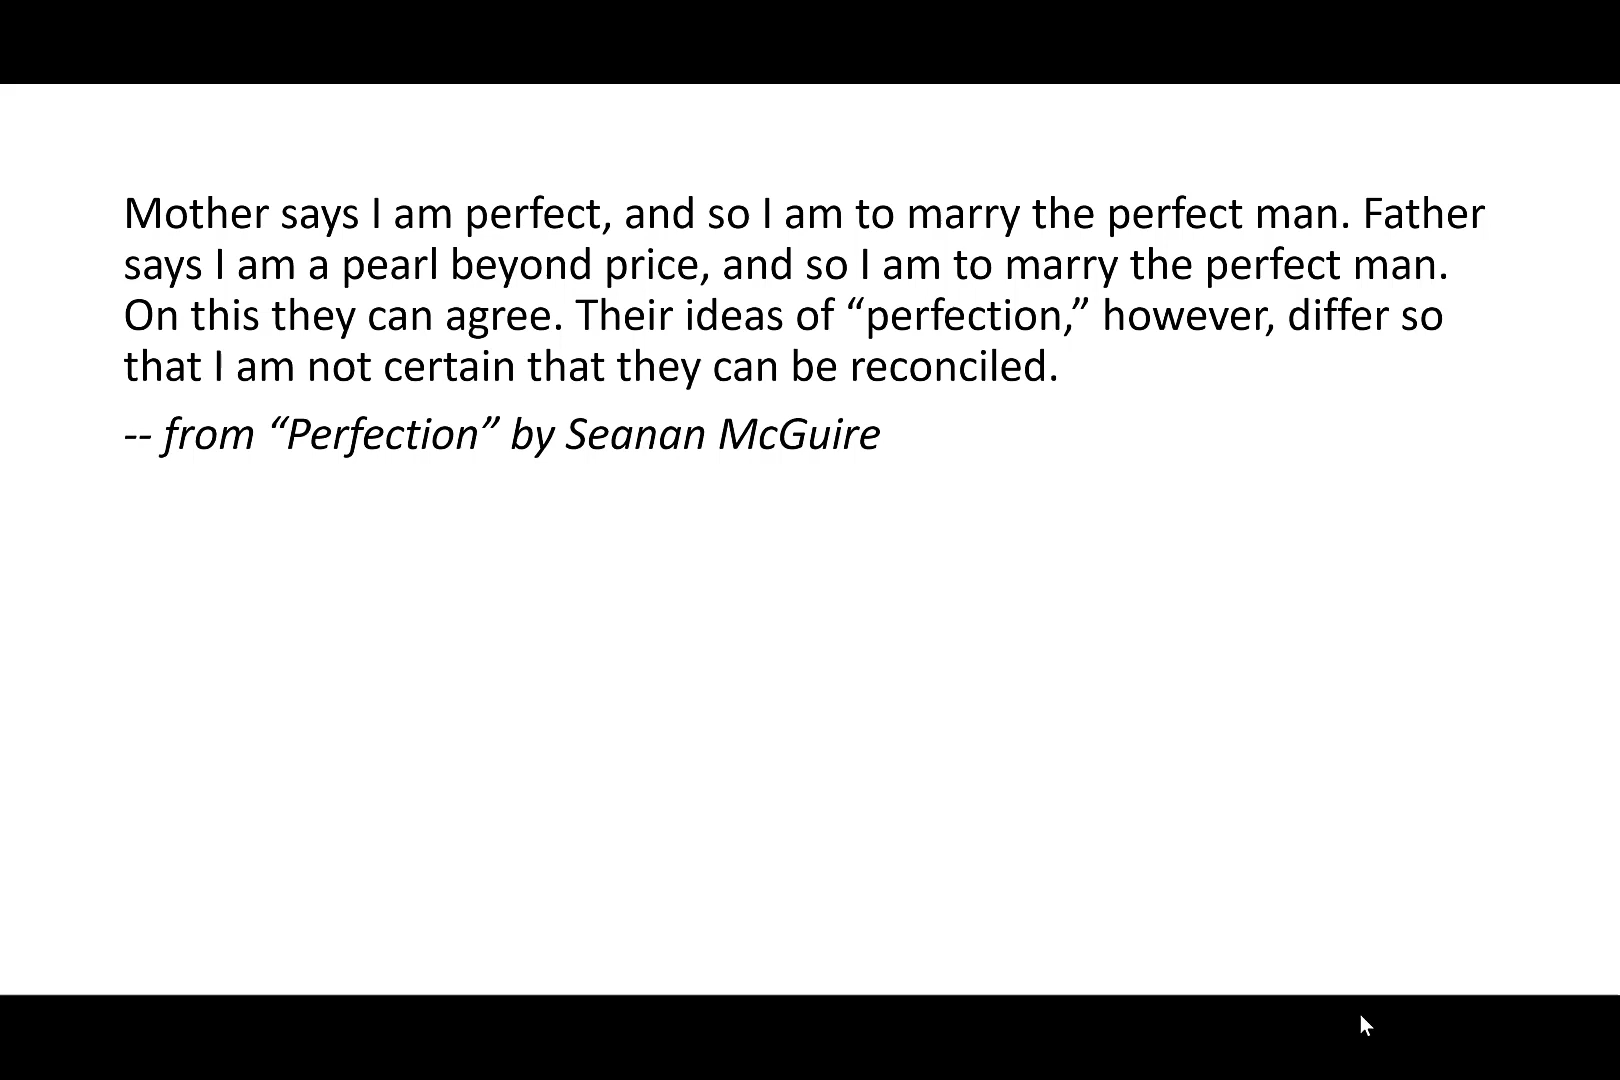 Mother says I am perfect, and so I am to marry the perfect man. Father
says I am a pearl beyond price, and so I am to marry the perfect man.
On this they can agree. Their ideas of “perfection,” however, differ so
that I am not certain that they can be reconciled.
-- from “Perfection” by Seanan McGuire